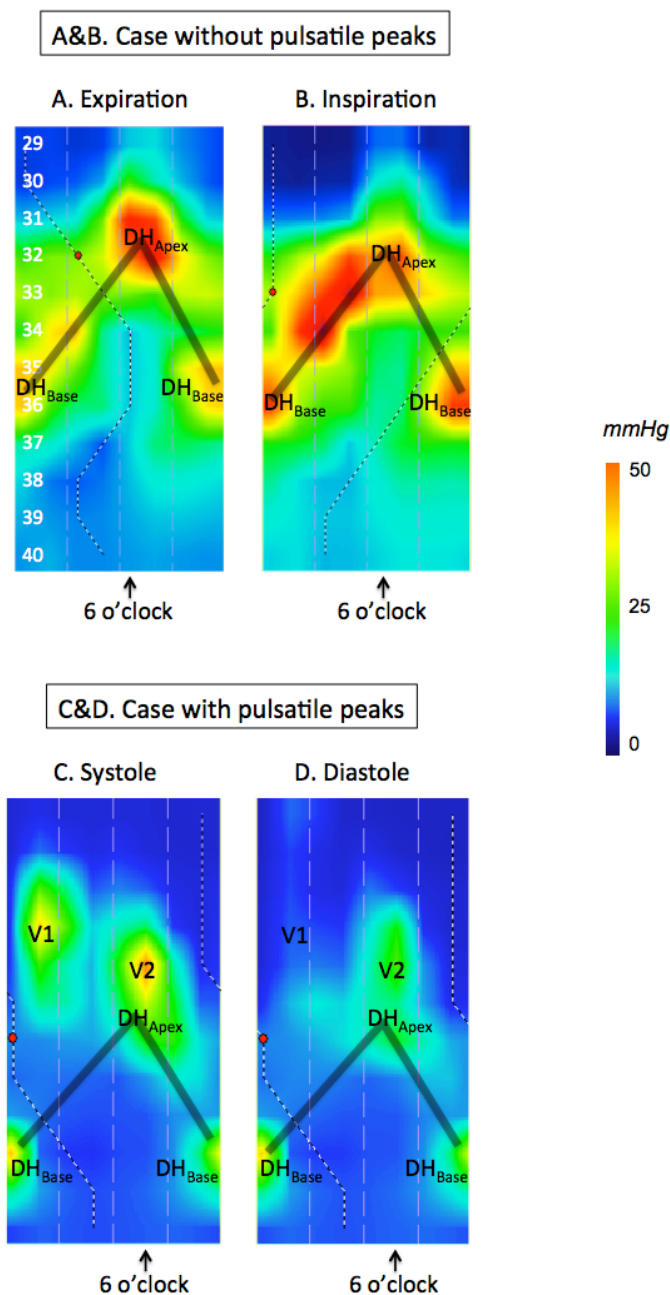 A&B. Case without pulsatile peaks
A. Expiration
B. Inspiration
29
30
31
32
33
34
35
36
37
38
39
40
DHApex
DHBase
DHBase
DHApex
DHBase
DHBase
6 o'clock
6 o'clock
mmHg
50
25
0
C&D. Case with pulsatile peaks
C. Systole
D. Diastole
V1
V2
DHApex
DHBase
DHBase
V1
V2
DHApex
DHBase
DHBase
6 o'clock
6 o'clock